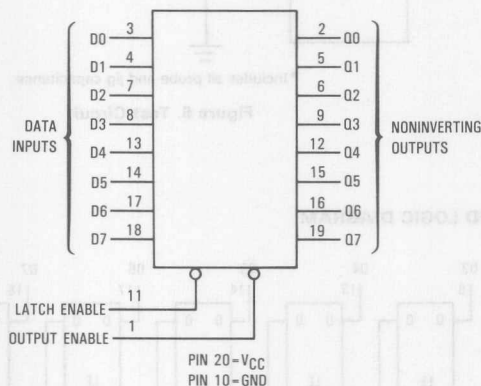 D0 3 2 Q0
D1 4 5 Q1
D2 7 6 Q2
D3 8 9 Q3
D4 13 12 Q4
D5 14 15 Q5
D6 17 16 Q6
D7 18 19 Q7
DATA
INPUTS
NONINVERTING
OUTPUTS
LATCH ENABLE 11
OUTPUT ENABLE 1
PIN 20=VCC
PIN 10=GND